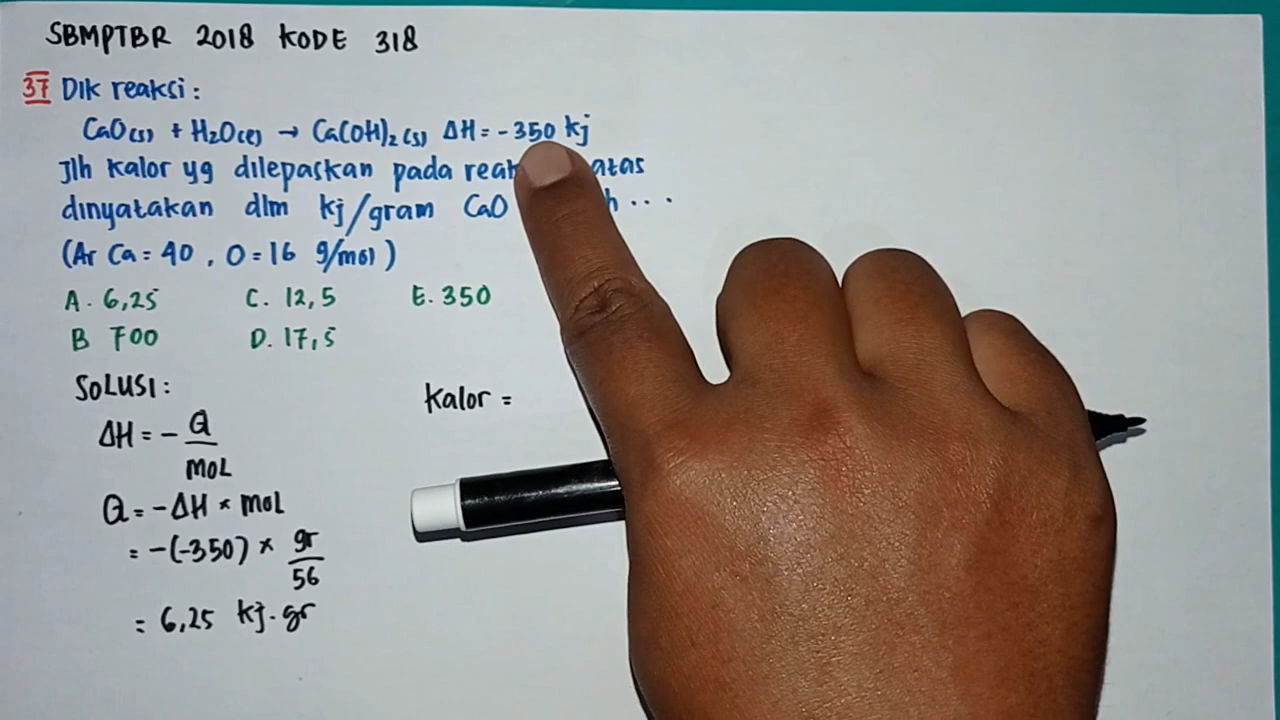 SBMPTBR 2018 KODE 318
37 Dik reaksi :
CaO(s) + H2O(l) → Ca(OH)2 (s) ΔH = -350 kj
Jlh kalor yg dilepaskan pada atas
dinyatakan dlm kj/gram CaO ...
(Ar Ca = 40 , O = 16 g/mol )
A. 6,25 C. 12,5 E. 350
B 700 D. 17,5
SOLUSI : Kalor =
ΔH = - Q
moL
Q = -ΔH × moL
= -(-350) × gr
56
= 6,25 kj.gr